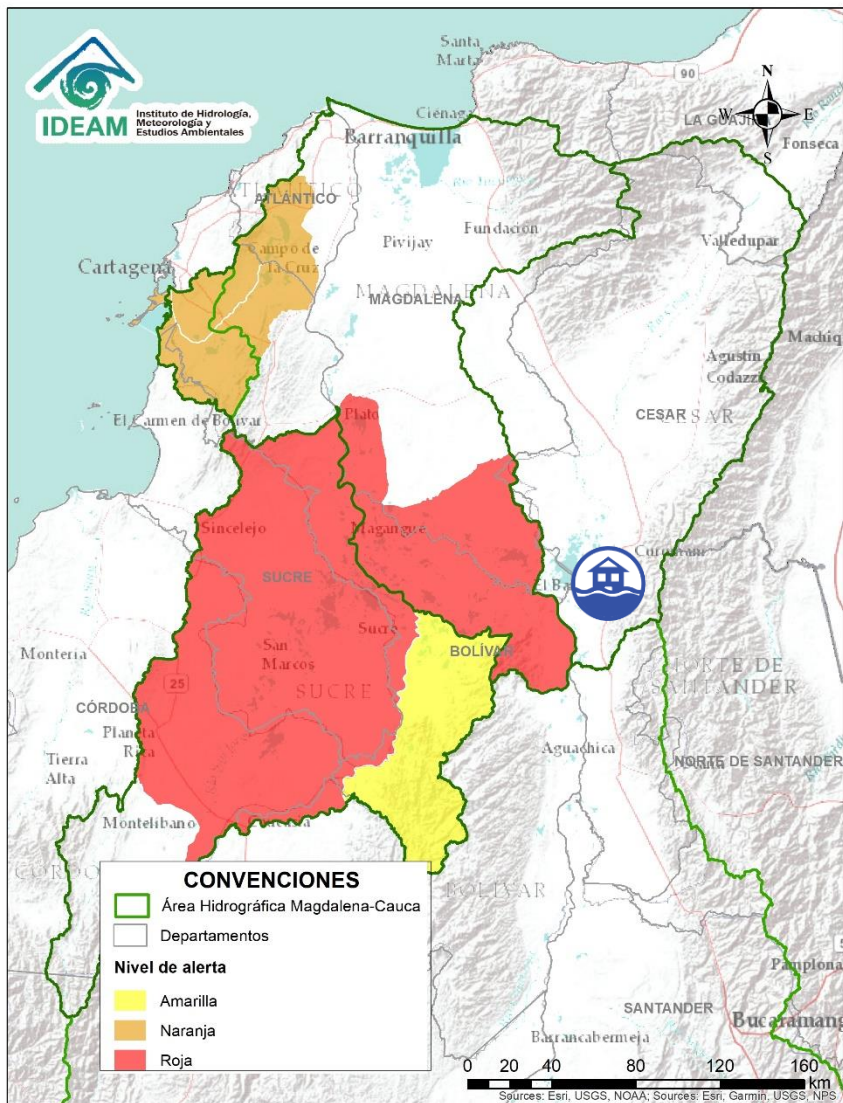 Santa
Marta
90
N
W E
S
IDEAM
Instituto de Hidrología,
Meteorología y
Estudios Ambientales
Ciénaga
LA GUAJIRA
Fonseca
Barranquilla
ATLÁNTICO
ATLÁNTICO
Pivijay
Fundación
Valledupar
Campo de
la Cruz
Cartagena
MAGDALENA
MAGDALENA
Agustín
Codazzi
Machiq
CESAR
CESAR
Plato
El Carmen de Bolívar
Sincelejo
Magangué
Curumaní
El Ba
SUCRE
Sucre
San
Marcos
BOLÍVAR
Montería
NORTE DE
SANTANDER
25
SUCRE
CÓRDOBA
Planeta
Rica
Aguachica
NORTE DE SANTANDER
Tierra
Alta
Montelíbano
CONVENCIONES
Área Hidrográfica Magdalena-Cauca
Departamentos
Nivel de alerta
Amarilla
Naranja
Roja
BOLÍVAR
Pamplona
SANTANDER
Bucaramang
Barrancabermeja
0 20 40 80 120 160
km
Sources: Esri, USGS, NOAA; Sources: Esri, Garmin, USGS, NPS